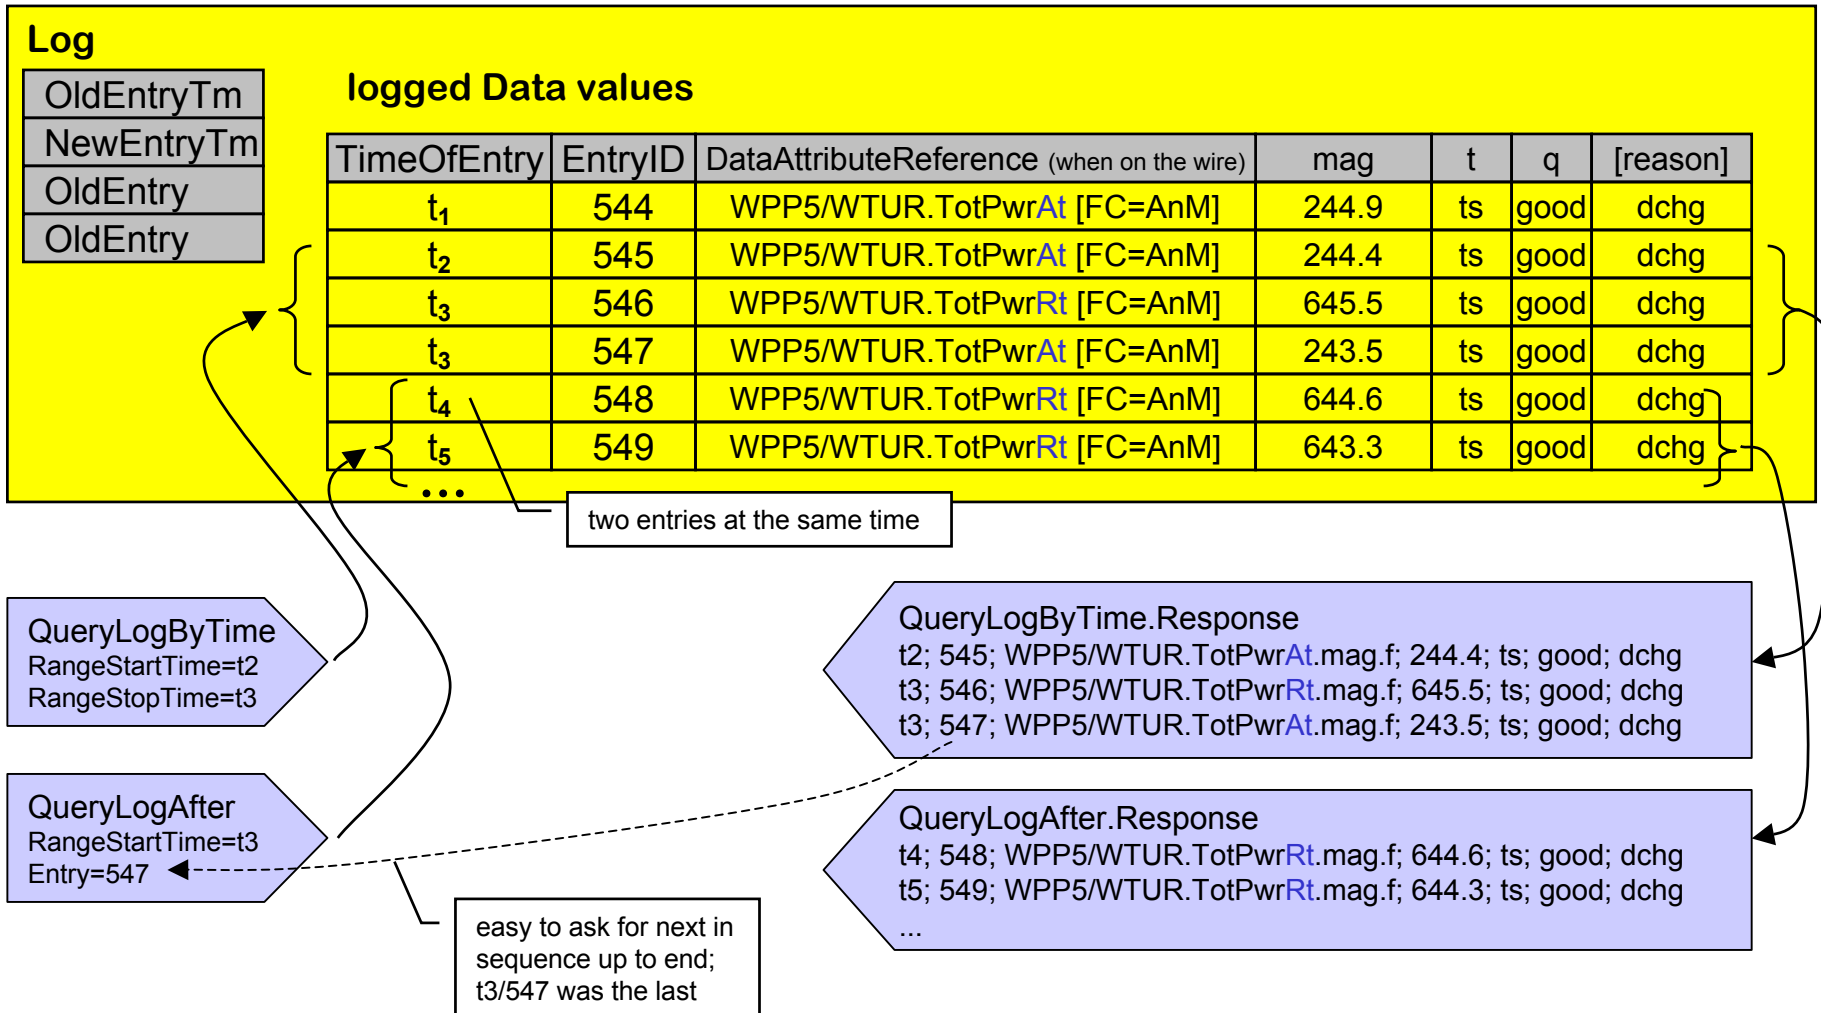 Log
OldEntryTm
NewEntryTm
OldEntry
OldEntry
logged Data values
TimeOfEntry EntryID DataAttributeReference (when on the wire) mag t q [reason]
t1 544 WPP5/WTUR.TotPwrAt [FC=AnM] 244.9 ts good dchg
t2 545 WPP5/WTUR.TotPwrAt [FC=AnM] 244.4 ts good dchg
t3 546 WPP5/WTUR.TotPwrRt [FC=AnM] 645.5 ts good dchg
t3 547 WPP5/WTUR.TotPwrAt [FC=AnM] 243.5 ts good dchg
t4 548 WPP5/WTUR.TotPwrRt [FC=AnM] 644.6 ts good dchg
t5 549 WPP5/WTUR.TotPwrRt [FC=AnM] 643.3 ts good dchg
...
two entries at the same time
QueryLogByTime
RangeStartTime=t2
RangeStopTime=t3
QueryLogByTime.Response
t2; 545; WPP5/WTUR.TotPwrAt.mag.f; 244.4; ts; good; dchg
t3; 546; WPP5/WTUR.TotPwrRt.mag.f; 645.5; ts; good; dchg
t3; 547; WPP5/WTUR.TotPwrAt.mag.f; 243.5; ts; good; dchg
QueryLogAfter
RangeStartTime=t3
Entry=547
QueryLogAfter.Response
t4; 548; WPP5/WTUR.TotPwrRt.mag.f; 644.6; ts; good; dchg
t5; 549; WPP5/WTUR.TotPwrRt.mag.f; 644.3; ts; good; dchg
...
easy to ask for next in
sequence up to end;
t3/547 was the last